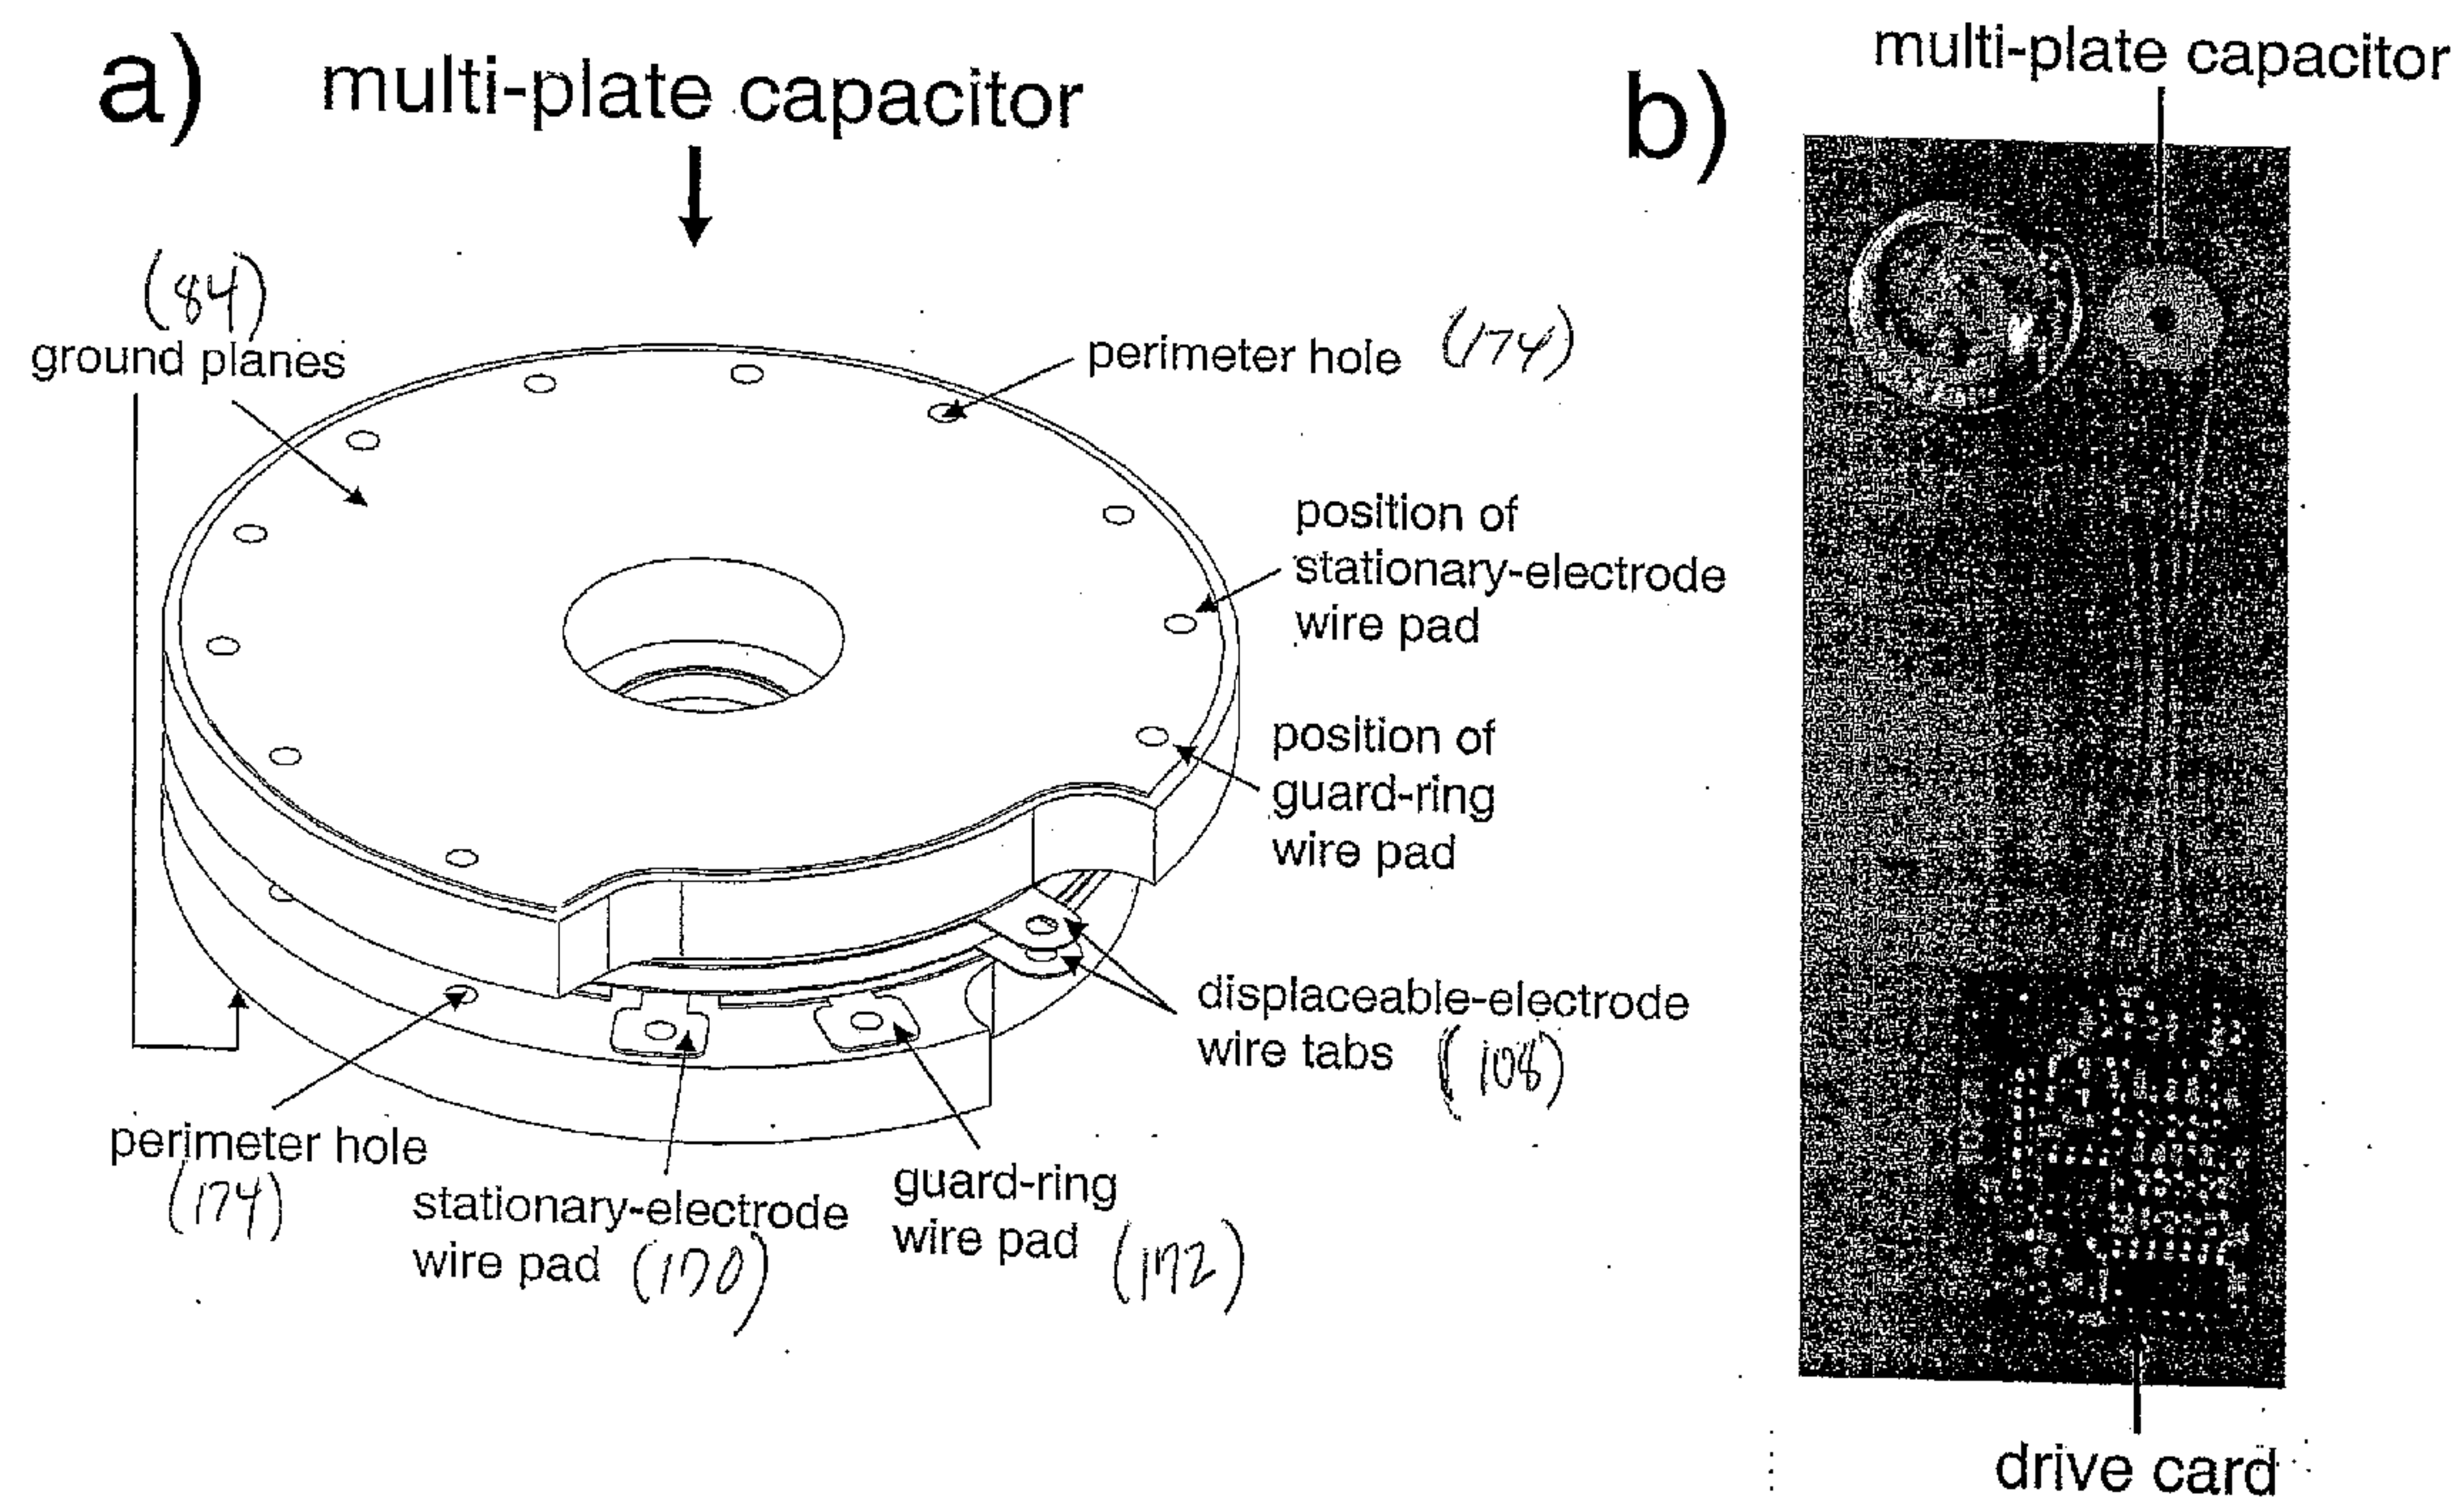 a)
multi-plate capacitor
(84)
ground planes
perimeter hole (174)
position of
stationary-electrode
wire pad
position of
guard-ring
wire pad
displaceable-electrode
wire tabs (108)
perimeter hole
(174)
stationary-electrode
wire pad (170)
guard-ring
wire pad (172)
b)
multi-plate capacitor
drive card